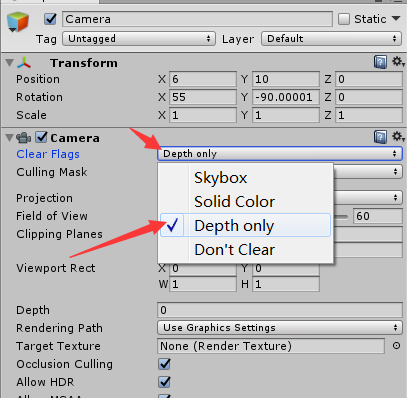 Camera Static
Tag Untagged Layer Default
Transform
Position X 6 Y 10 Z 0
Rotation X 55 Y -90.00001 Z 0
Scale X 1 Y 1 Z 1
Camera
Clear Flags Depth only
Culling Mask
Skybox
Solid Color
Depth only
Don't Clear
Projection
Field of View 60
Clipping Planes
Viewport Rect X 0 Y 0
W 1 H 1
Depth 0
Rendering Path Use Graphics Settings
Target Texture None (Render Texture)
Occlusion Culling
Allow HDR